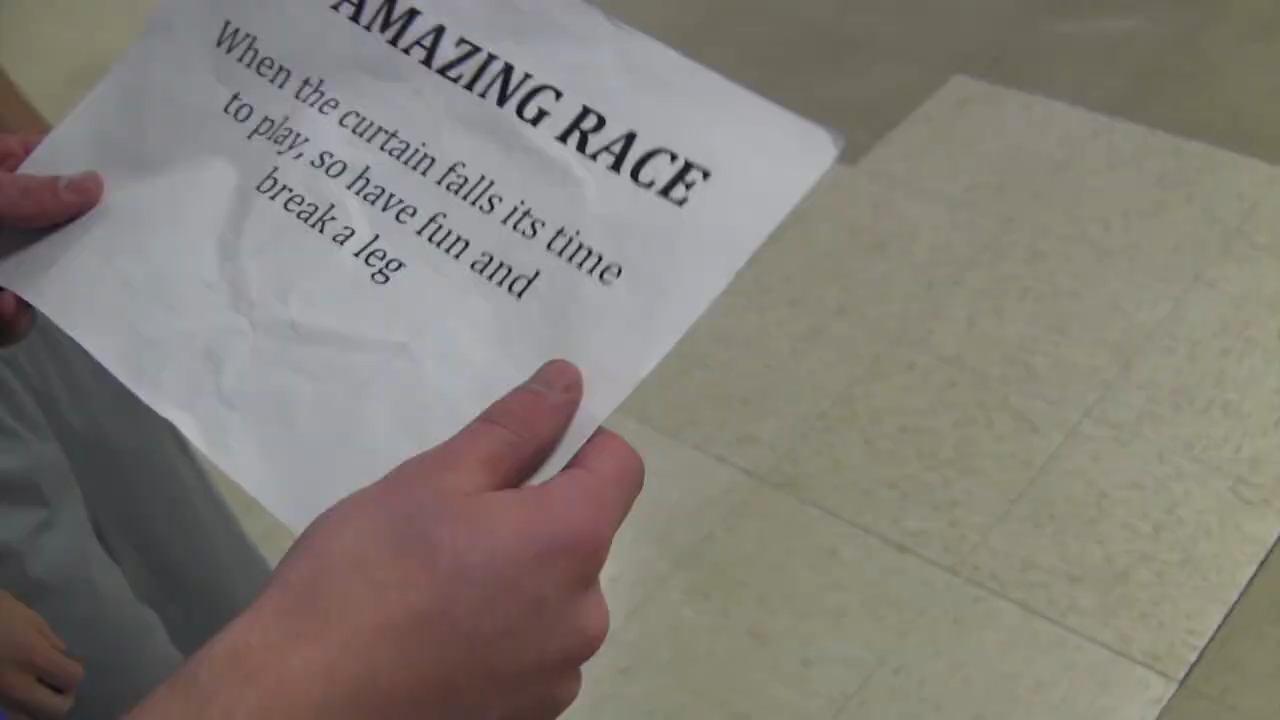 AMAZING RACE
When the curtain falls its time
to play, so have fun and
break a leg